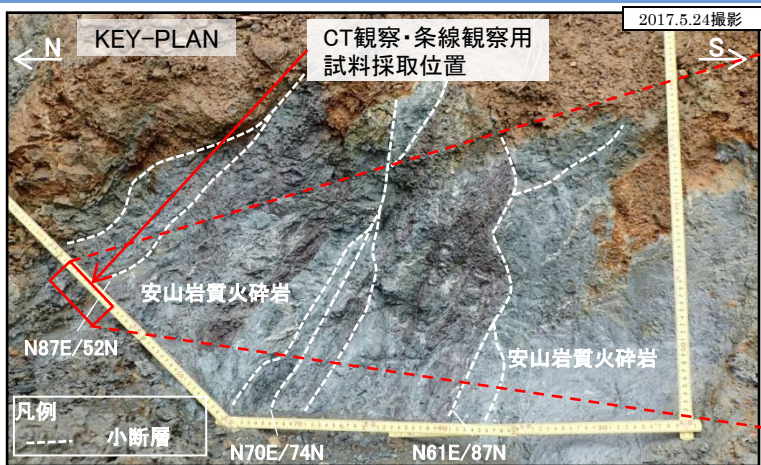 2017.5.24撮影
N
KEY-PLAN
CT観察・条線観察用
試料採取位置
S
安山岩質火砕岩
N87E/52N
安山岩質火砕岩
凡例
小断層
N70E/74N
N61E/87N